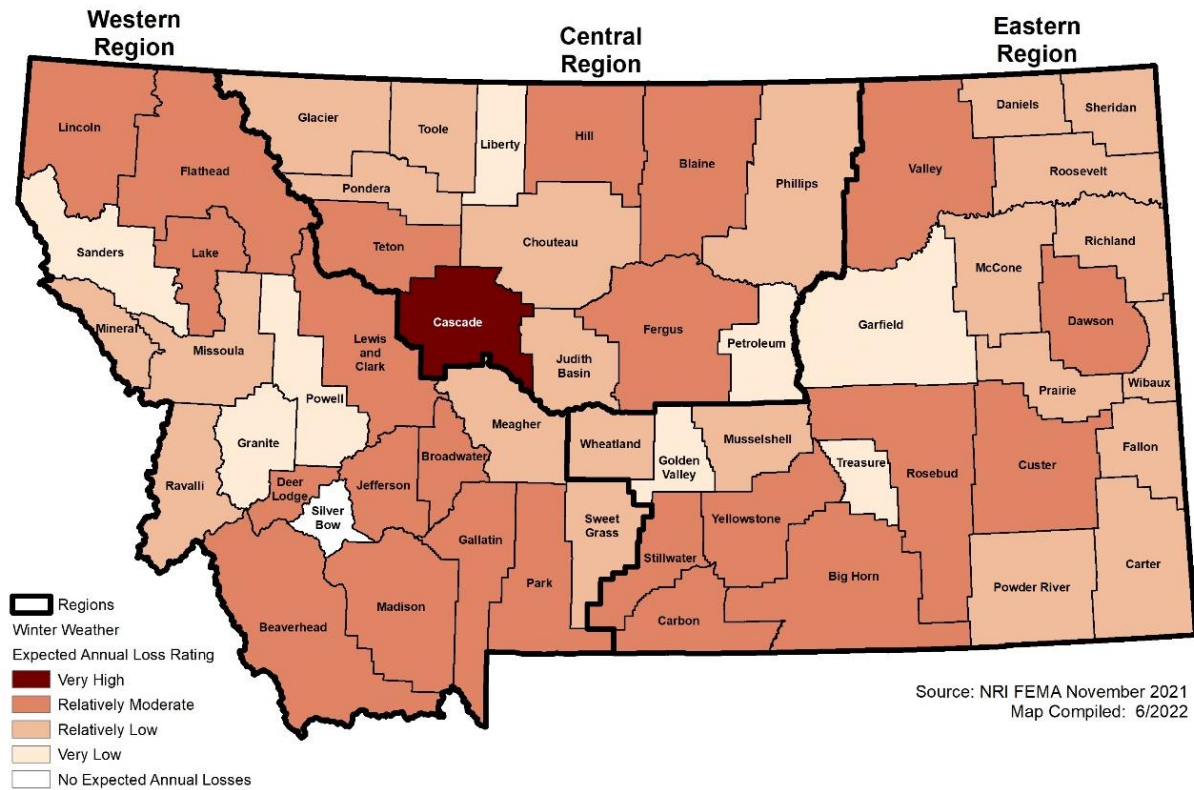 Western
Region
Central
Region
Eastern
Region
Lincoln
Flathead
Glacier
Toole
Liberty
Hill
Blaine
Phillips
Valley
Daniels
Sheridan
Roosevelt
Pondera
Teton
Chouteau
Sanders
Lake
Richland
McCone
Mineral
Missoula
Lewis
and
Clark
Cascade
Judith
Basin
Fergus
Petroleum
Garfield
Dawson
Prairie
Wibaux
Powell
Granite
Ravalli
Meagher
Broadwater
Jefferson
Deer
Lodge
Silver
Bow
Wheatland
Golden
Valley
Musselshell
Treasure
Rosebud
Custer
Fallon
Gallatin
Park
Sweet
Grass
Stillwater
Yellowstone
Big Horn
Carbon
Powder River
Carter
Beaverhead
Madison
Regions
Winter Weather
Expected Annual Loss Rating
Very High
Relatively Moderate
Relatively Low
Very Low
No Expected Annual Losses
Source: NRI FEMA November 2021
Map Compiled: 6/2022